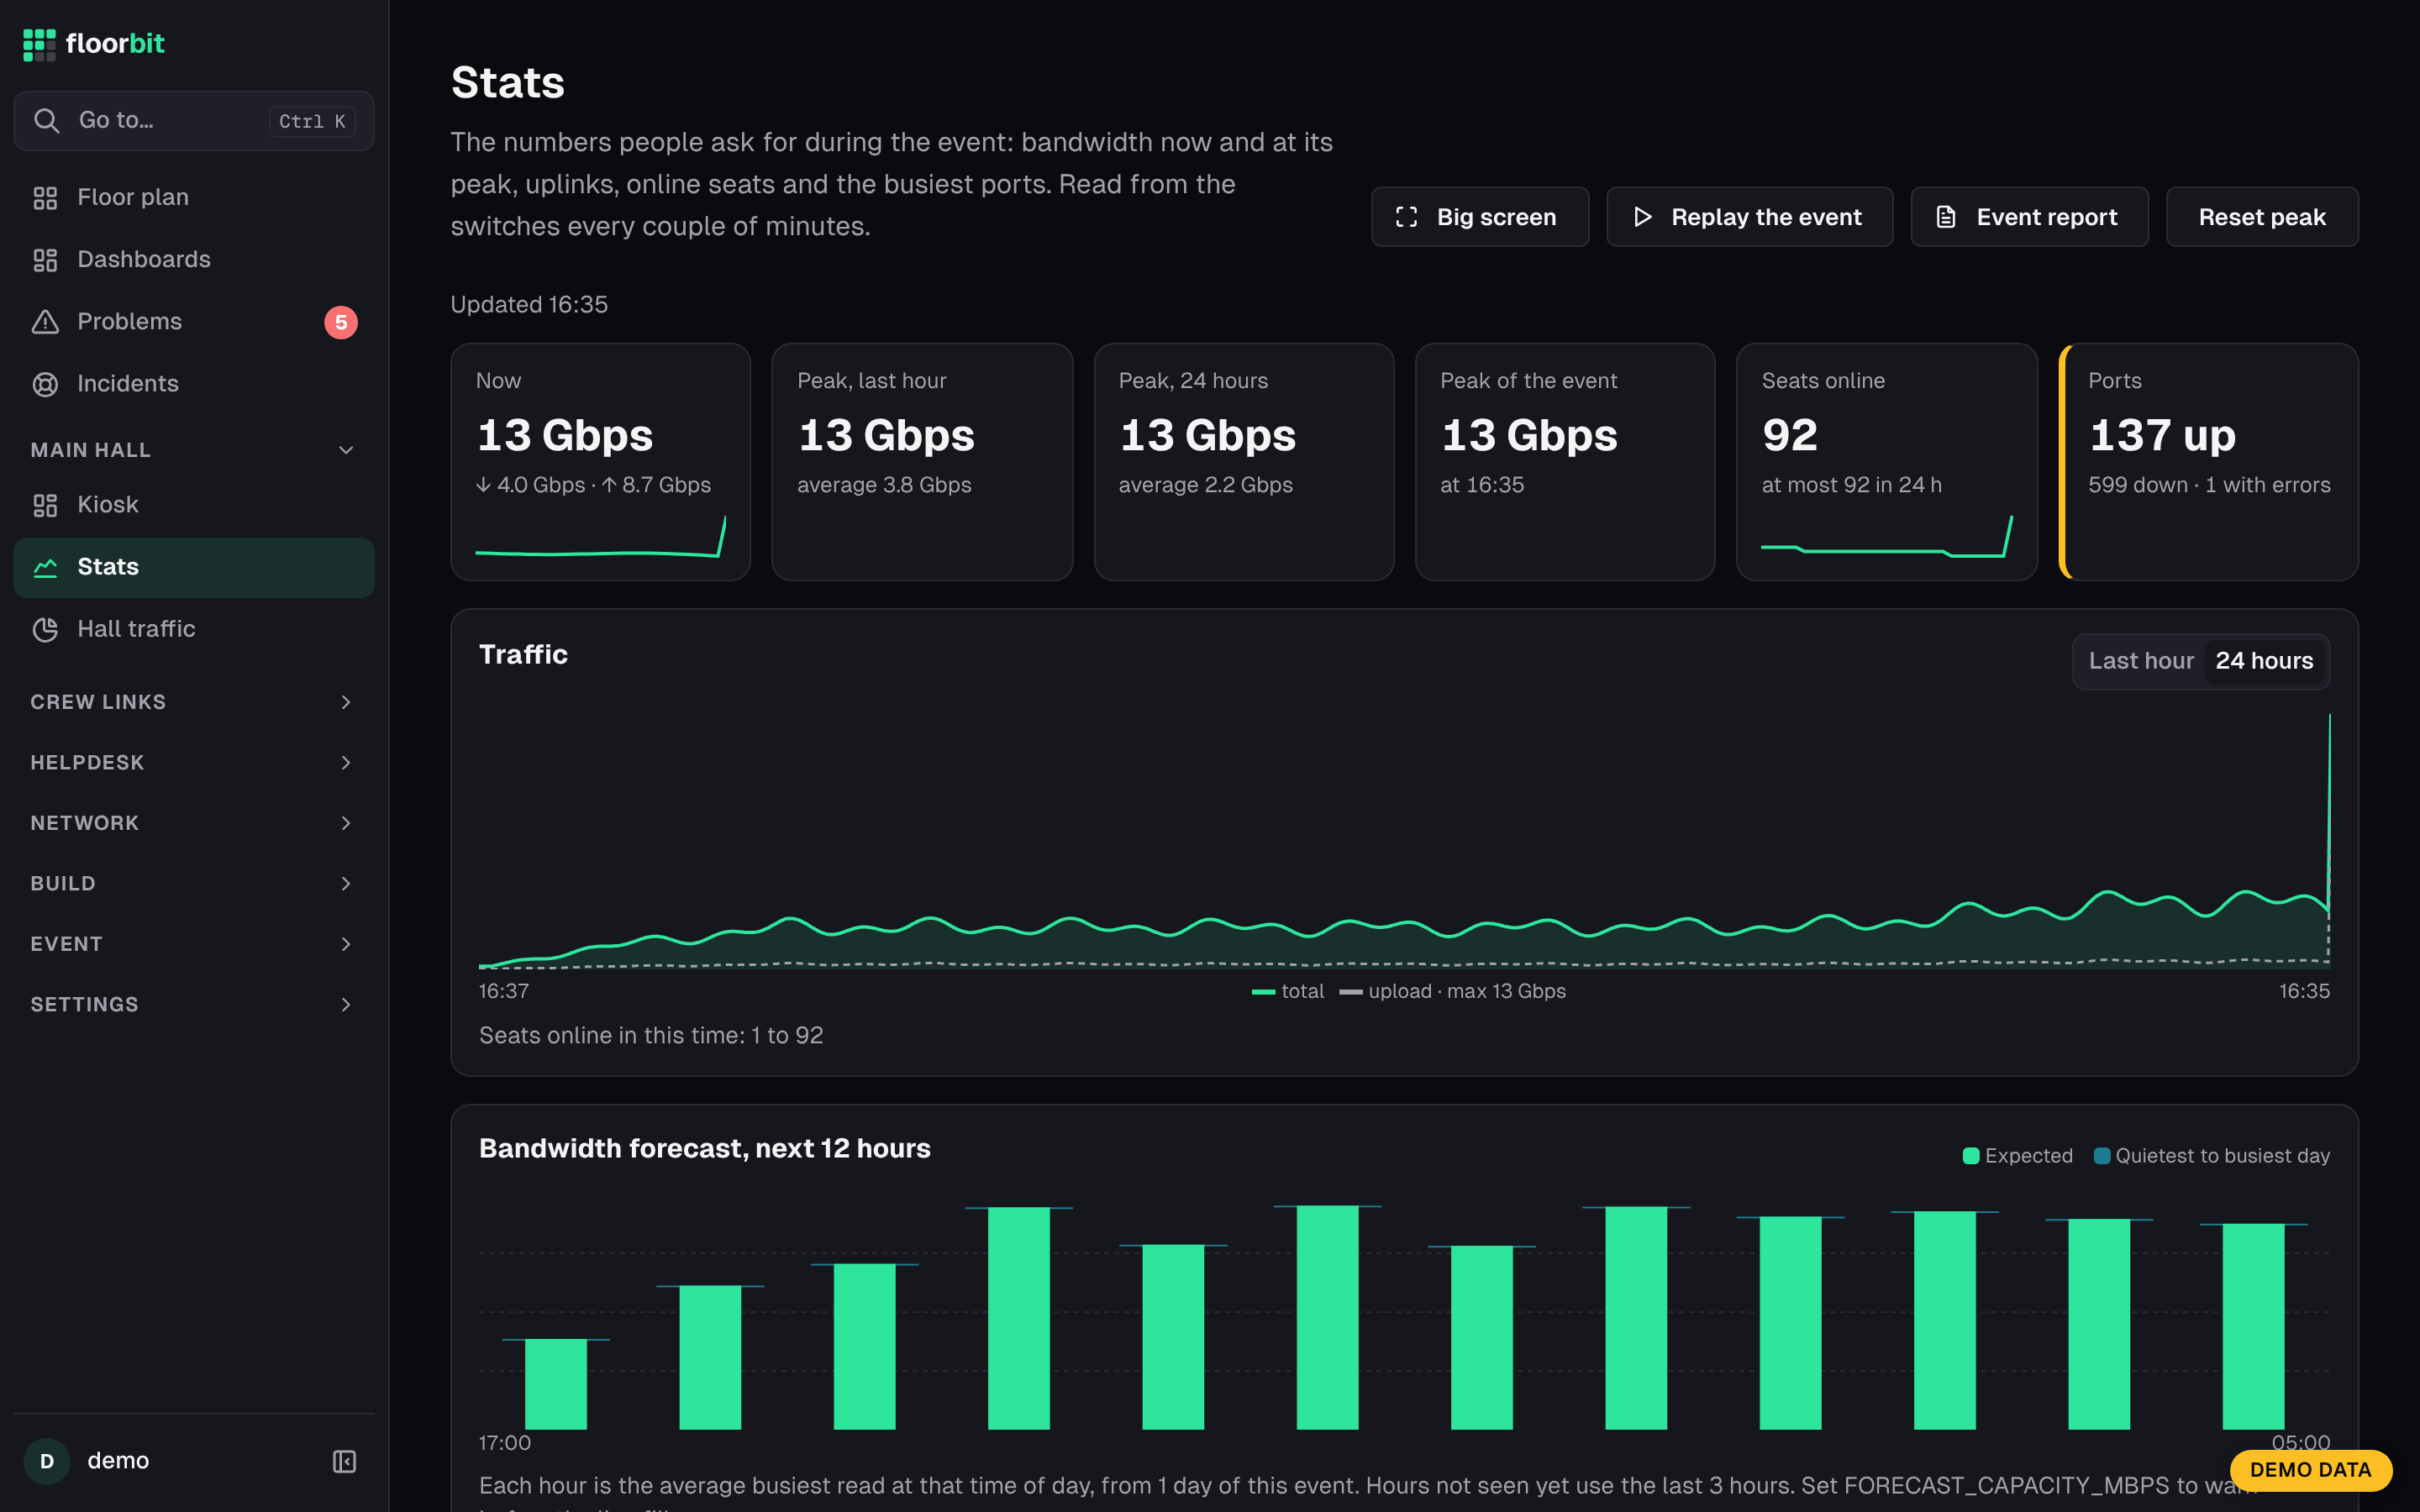 floorbit
Go to...
Ctrl K
Floor plan
Dashboards
Problems
5
Incidents
MAIN HALL
Kiosk
Stats
Hall traffic
CREW LINKS
HELPDESK
NETWORK
BUILD
EVENT
SETTINGS
D
demo
Stats
The numbers people ask for during the event: bandwidth now and at its
peak, uplinks, online seats and the busiest ports. Read from the
switches every couple of minutes.
Big screen
Replay the event
Event report
Reset peak
Updated 16:35
Now
13 Gbps
↓ 4.0 Gbps · ↑ 8.7 Gbps
Peak, last hour
13 Gbps
average 3.8 Gbps
Peak, 24 hours
13 Gbps
average 2.2 Gbps
Peak of the event
13 Gbps
at 16:35
Seats online
92
at most 92 in 24 h
Ports
137 up
599 down · 1 with errors
Traffic
Last hour
24 hours
16:37
total
upload · max 13 Gbps
16:35
Seats online in this time: 1 to 92
Bandwidth forecast, next 12 hours
Expected
Quietest to busiest day
17:00
05:00
Each hour is the average busiest read at that time of day, from 1 day of this event. Hours not seen yet use the last 3 hours. Set FORECAST_CAPACITY_MBPS to
DEMO DATA